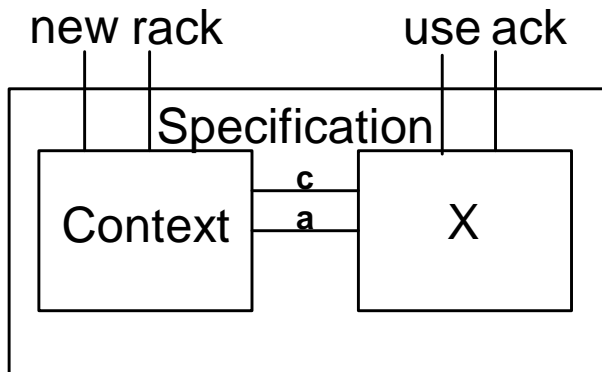 new rack use ack
Specification
c
Context a X